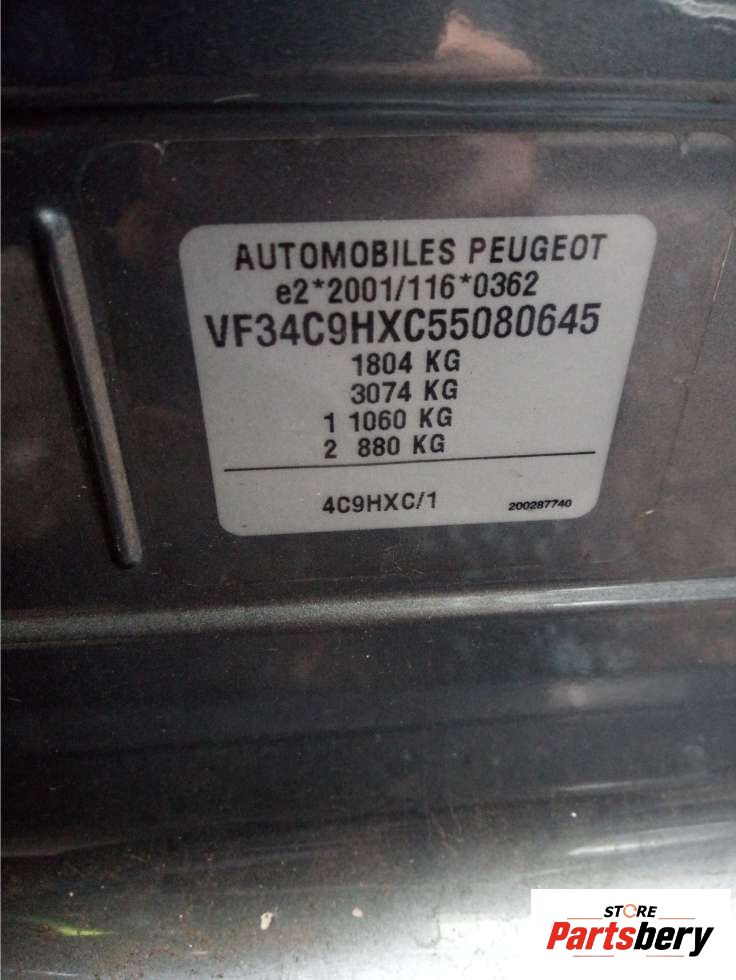 AUTOMOBILES PEUGEOT
e2*2001/116*0362
VF34C9HXC55080645
1804 KG
3074 KG
1 1060 KG
2 880 KG
4C9HXC/1 200287740
STORE
Partsbery